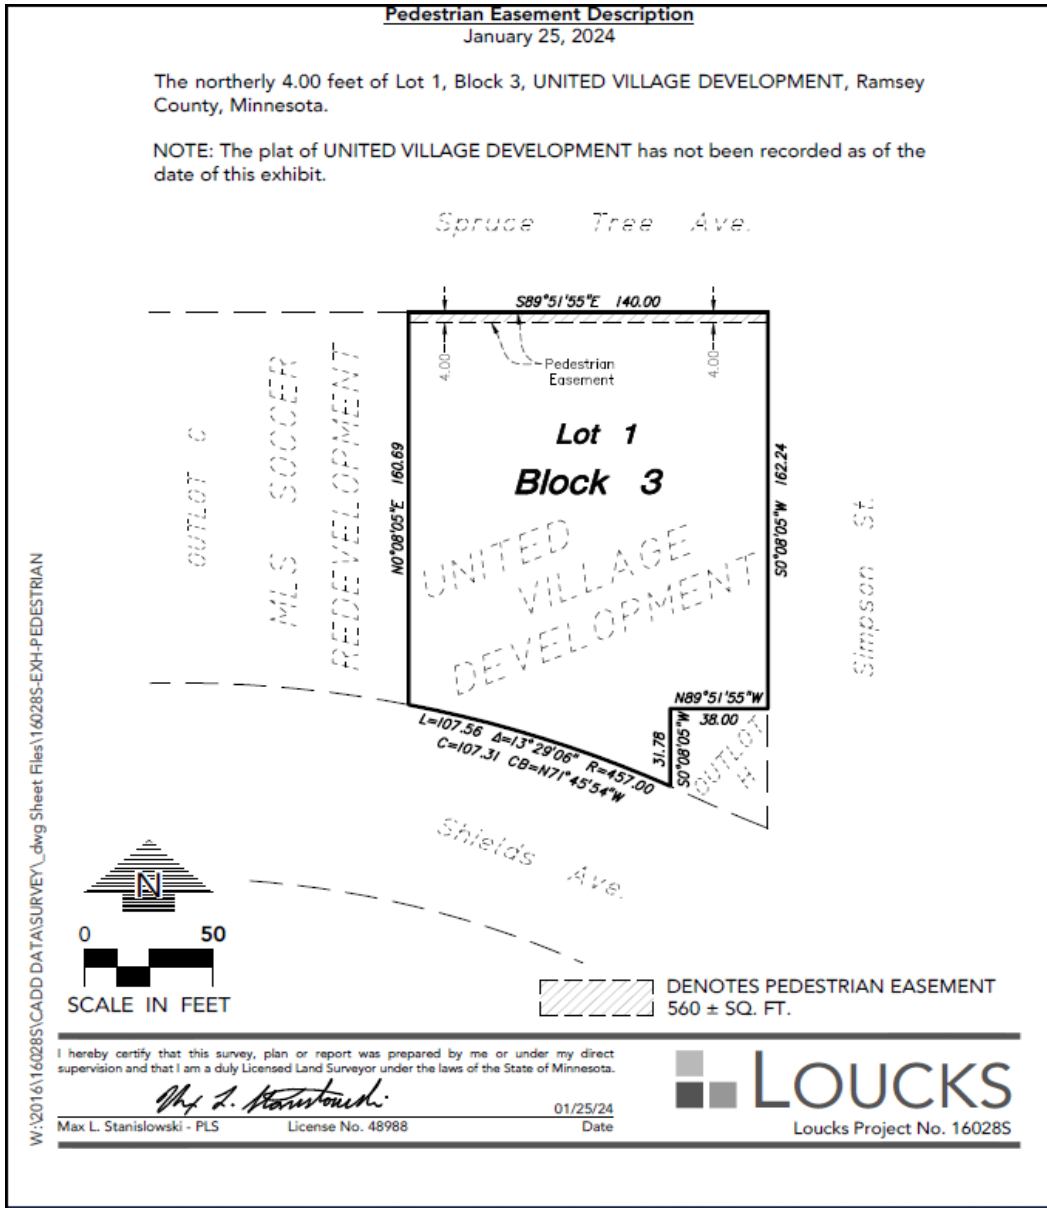 Pedestrian Easement Description
January 25, 2024
The northerly 4.00 feet of Lot 1, Block 3, UNITED VILLAGE DEVELOPMENT, Ramsey
County, Minnesota.
NOTE: The plat of UNITED VILLAGE DEVELOPMENT has not been recorded as of the
date of this exhibit.
Spruce Tree Ave.
S89°51'55"E 140.00
4.00
4.00
Pedestrian
Easement
OUTLOT C
MLS SOCCER
REDEVELOPMENT
N0°08'05"E 160.69
Lot 1
Block 3
UNITED
VILLAGE
DEVELOPMENT
S0°08'05"W 162.24
Simpson St.
N89°51'55"W
38.00
31.78
S0°08'05"W
OUTLOT
H
L=107.56 Δ=13°29'06" R=457.00
C=107.31 CB=N71°45'54"W
Shields Ave.
W:\2016\16028S\CADD DATA\SURVEY\_dwg Sheet Files\16028S-EXH-PEDESTRIAN
N
0 50
SCALE IN FEET
DENOTES PEDESTRIAN EASEMENT
560 ± SQ. FT.
I hereby certify that this survey, plan or report was prepared by me or under my direct
supervision and that I am a duly Licensed Land Surveyor under the laws of the State of Minnesota.
Max L. Stanislowski
01/25/24
Max L. Stanislowski - PLS License No. 48988 Date
LOUCKS
Loucks Project No. 16028S